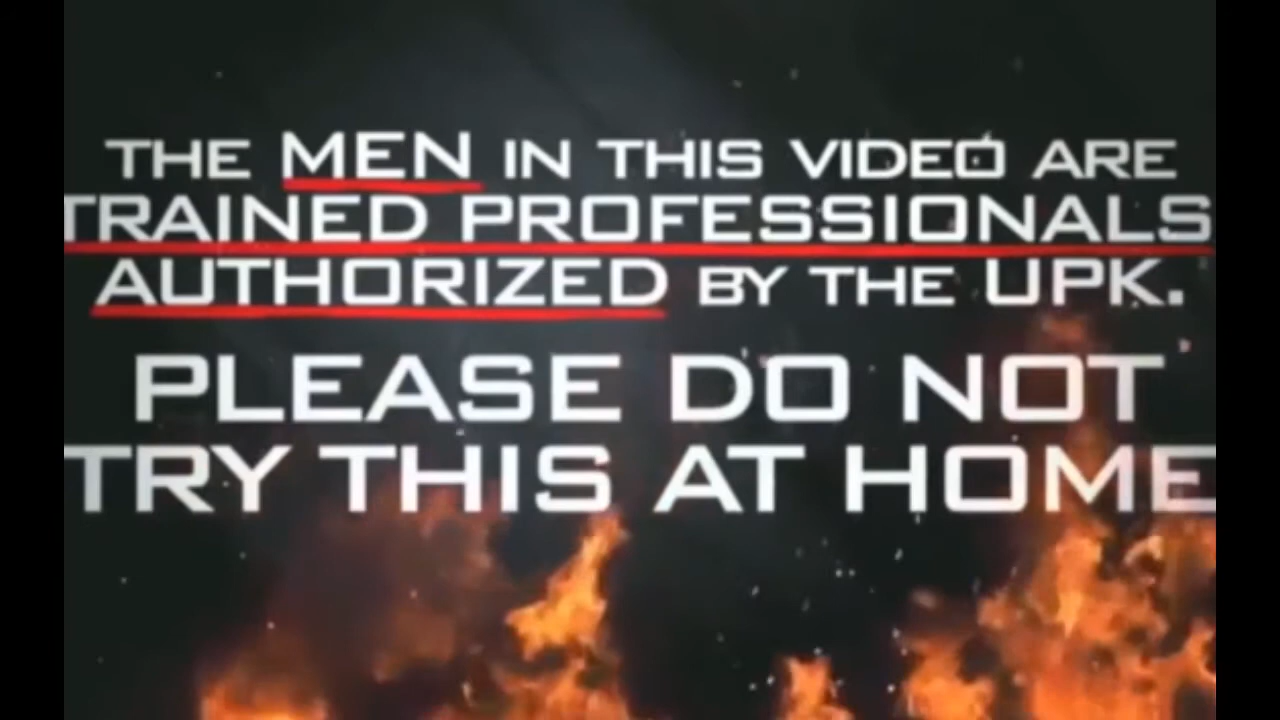 THE MEN IN THIS VIDEO ARE
TRAINED PROFESSIONALS
AUTHORIZED BY THE UPK.
PLEASE DO NOT
TRY THIS AT HOME